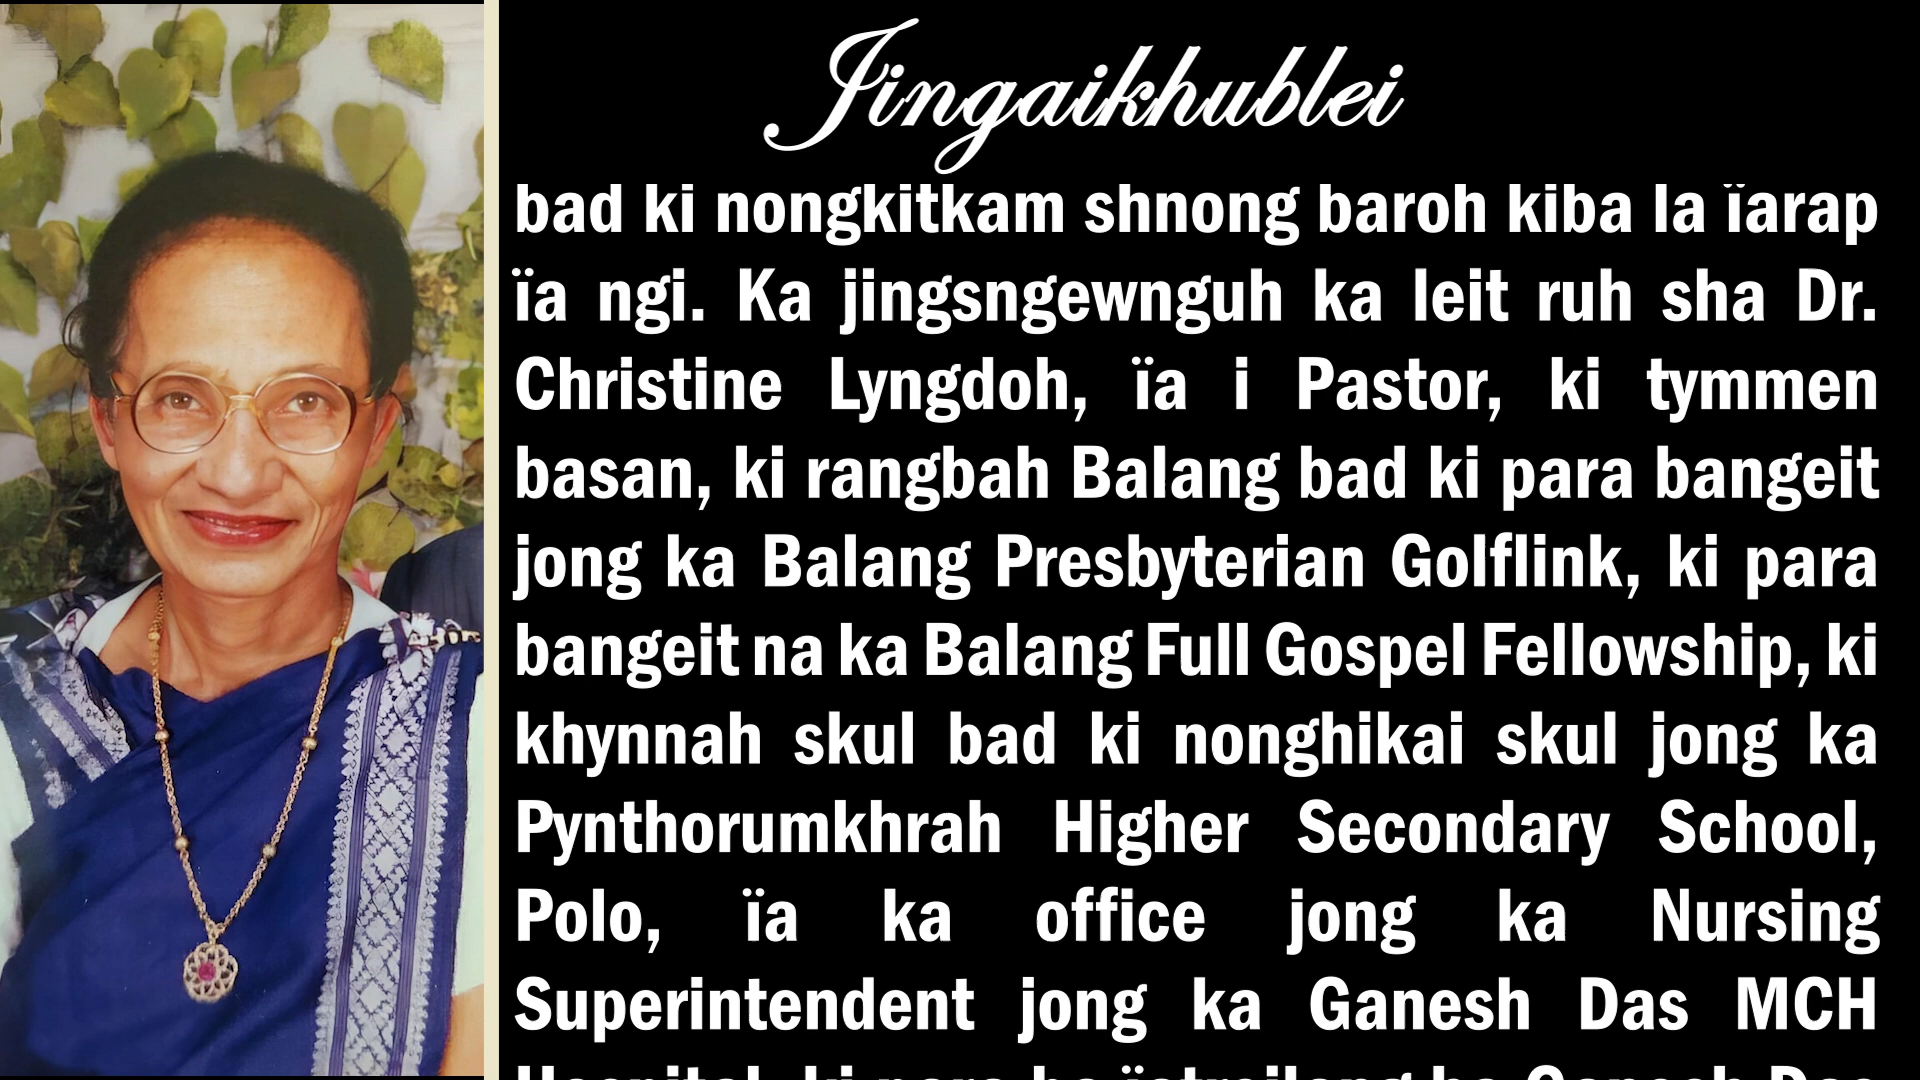 Jingaikhublei
bad ki nongkitkam shnong baroh kiba la ïarap
ïa ngi. Ka jingsngewnguh ka leit ruh sha Dr.
Christine Lyngdoh, ïa i Pastor, ki tymmen
basan, ki rangbah Balang bad ki para bangeit
jong ka Balang Presbyterian Golflink, ki para
bangeit na ka Balang Full Gospel Fellowship, ki
khynnah skul bad ki nonghikai skul jong ka
Pynthorumkhrah Higher Secondary School,
Polo, ïa ka office jong ka Nursing
Superintendent jong ka Ganesh Das MCH